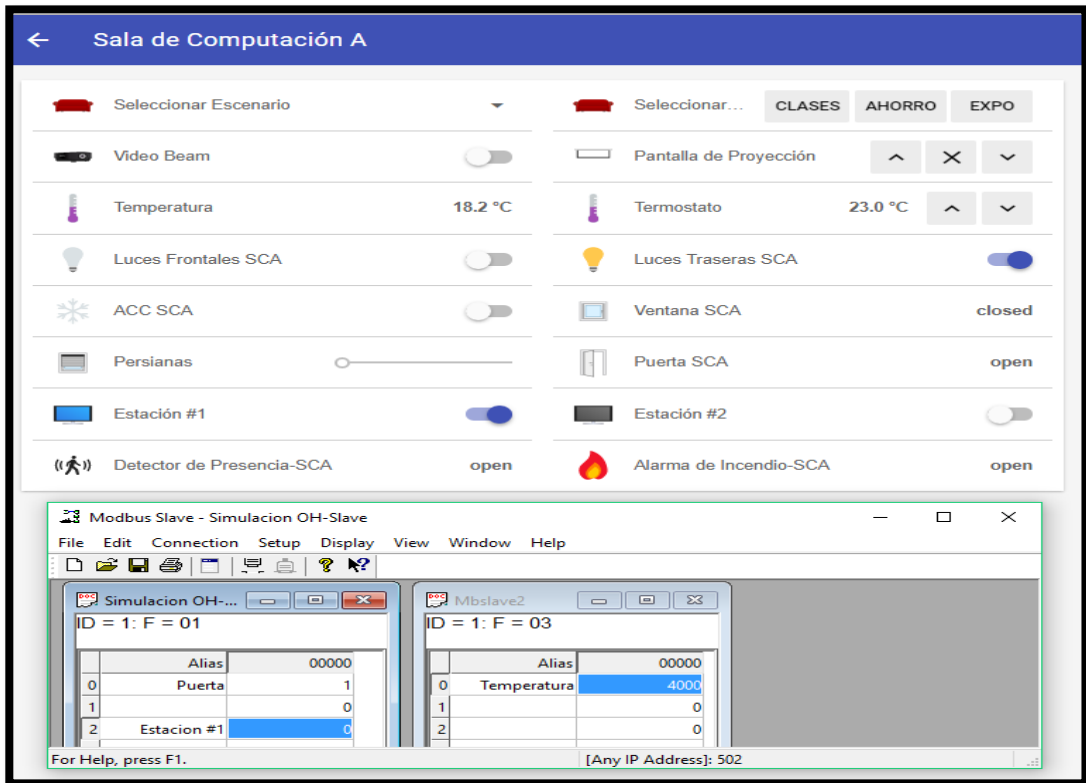 Sala de Computación A
Seleccionar Escenario
Seleccionar... CLASES AHORRO EXPO
Video Beam
Pantalla de Proyección
Temperatura 18.2 °C
Termostato 23.0 °C
Luces Frontales SCA
Luces Traseras SCA
ACC SCA
Ventana SCA closed
Persianas
Puerta SCA open
Estación #1
Estación #2
Detector de Presencia-SCA open
Alarma de Incendio-SCA open
Modbus Slave - Simulacion OH-Slave
File Edit Connection Setup Display View Window Help
Simulacion OH-...
ID = 1: F = 01
Alias 00000
0 Puerta 1
1 0
2 Estacion #1 0
Mbslave2
ID = 1: F = 03
Alias 00000
0 Temperatura 4000
1 0
2 0
For Help, press F1.
[Any IP Address]: 502